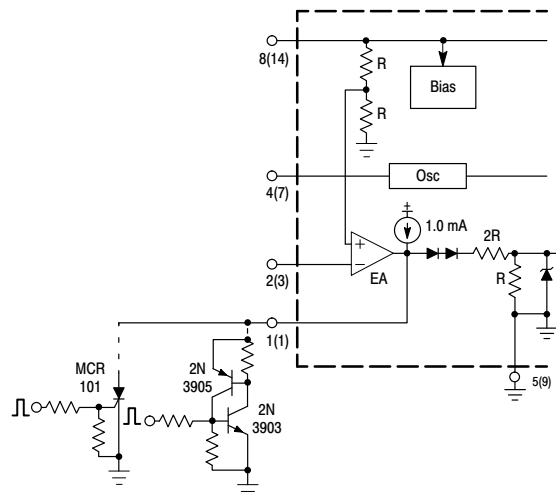 8(14)
R
Bias
R
4(7)
Osc
+
1.0 mA
2R
+
−
2(3)
EA
R
1(1)
5(9)
MCR
101
2N
3905
2N
3903